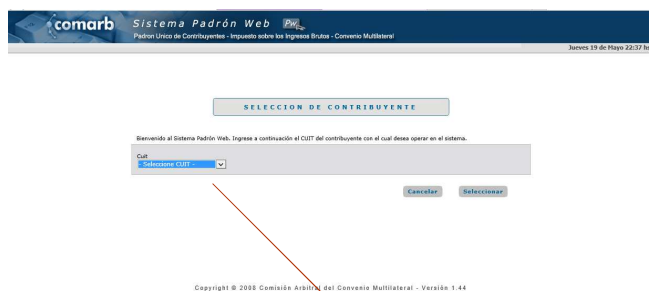 comarb
Sistema Padrón Web Pw
Padron Unico de Contribuyentes - Impuesto sobre los Ingresos Brutos - Convenio Multilateral
Jueves 19 de Mayo 22:37 hs
SELECCION DE CONTRIBUYENTE
Bienvenido al Sistema Padrón Web. Ingrese a continuación el CUIT del contribuyente con el cual desea operar en el sistema.
Cuit
- Seleccione CUIT -
Cancelar Seleccionar
Copyright © 2008 Comisión Arbitral del Convenio Multilateral - Versión 1.44